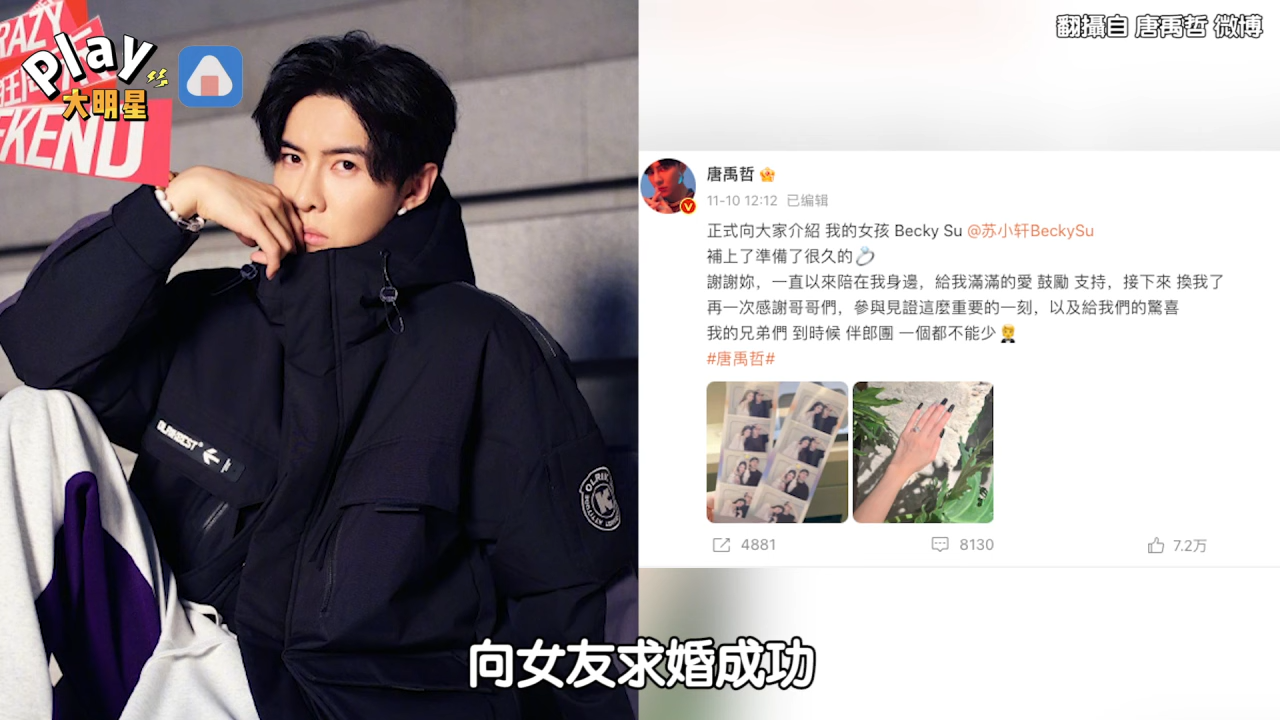 RAZY
Play
大明星
EKEND
翻攝自 唐禹哲 微博
唐禹哲
11-10 12:12 已编辑
正式向大家介紹 我的女孩 Becky Su @苏小轩BeckySu
補上了準備了很久的💍
謝謝妳，一直以來陪在我身邊，給我滿滿的愛 鼓勵 支持，接下來 換我了
再一次感謝哥哥們，參與見證這麼重要的一刻，以及給我們的驚喜
我的兄弟們 到時候 伴郎團 一個都不能少🤵‍♂️
#唐禹哲#
4881
8130
7.2万
OLRIK
K
向女友求婚成功